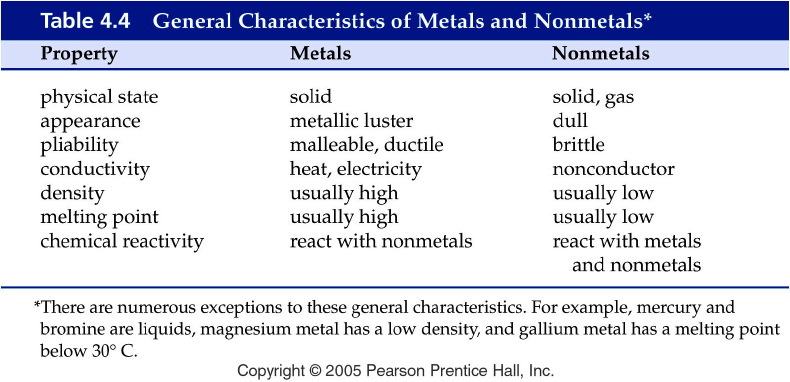 Table 4.4 General Characteristics of Metals and Nonmetals*
Property Metals Nonmetals
physical state solid solid, gas
appearance metallic luster dull
pliability malleable, ductile brittle
conductivity heat, electricity nonconductor
density usually high usually low
melting point usually high usually low
chemical reactivity react with nonmetals react with metals
and nonmetals
*There are numerous exceptions to these general characteristics. For example, mercury and
bromine are liquids, magnesium metal has a low density, and gallium metal has a melting point
below 30° C.
Copyright © 2005 Pearson Prentice Hall, Inc.